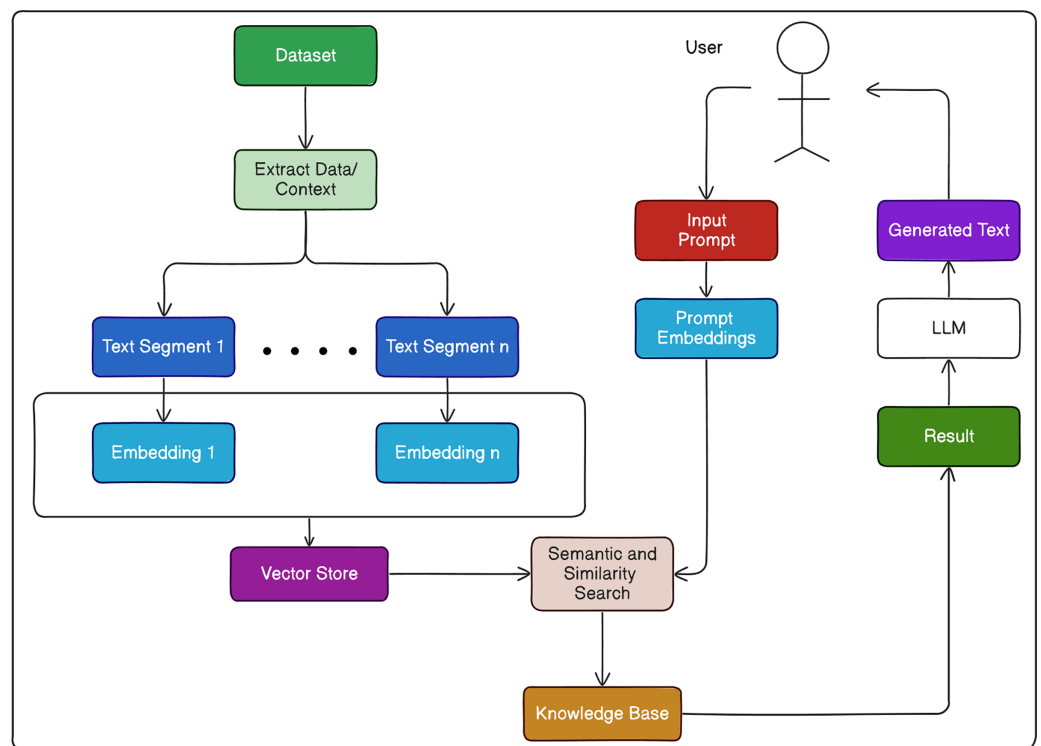 Dataset
User
Extract Data/
Context
Input
Prompt
Generated Text
Text Segment 1
Text Segment n
Prompt
Embeddings
LLM
Embedding 1
Embedding n
Result
Vector Store
Semantic and
Similarity
Search
Knowledge Base